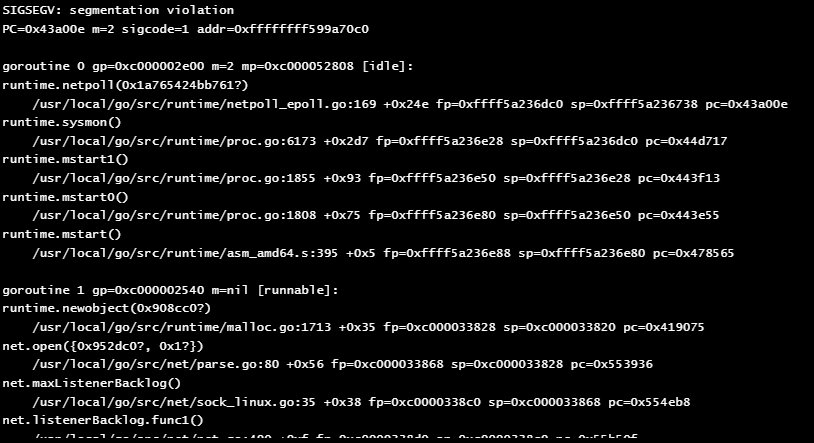 SIGSEGV: segmentation violation
PC=0x43a00e m=2 sigcode=1 addr=0xffffffff599a70c0
goroutine 0 gp=0xc000002e00 m=2 mp=0xc000052808 [idle]:
runtime.netpoll(0x1a765424bb761?)
/usr/local/go/src/runtime/netpoll_epoll.go:169 +0x24e fp=0xffff5a236dc0 sp=0xffff5a236738 pc=0x43a00e
runtime.sysmon()
/usr/local/go/src/runtime/proc.go:6173 +0x2d7 fp=0xffff5a236e28 sp=0xffff5a236dc0 pc=0x44d717
runtime.mstart1()
/usr/local/go/src/runtime/proc.go:1855 +0x93 fp=0xffff5a236e50 sp=0xffff5a236e28 pc=0x443f13
runtime.mstart0()
/usr/local/go/src/runtime/proc.go:1808 +0x75 fp=0xffff5a236e80 sp=0xffff5a236e50 pc=0x443e55
runtime.mstart()
/usr/local/go/src/runtime/asm_amd64.s:395 +0x5 fp=0xffff5a236e88 sp=0xffff5a236e80 pc=0x478565
goroutine 1 gp=0xc000002540 m=nil [runnable]:
runtime.newobject(0x908cc0?)
/usr/local/go/src/runtime/malloc.go:1713 +0x35 fp=0xc000033828 sp=0xc000033820 pc=0x419075
net.open({0x952dc0?, 0x1?})
/usr/local/go/src/net/parse.go:80 +0x56 fp=0xc000033868 sp=0xc000033828 pc=0x553936
net.maxListenerBacklog()
/usr/local/go/src/net/sock_linux.go:35 +0x38 fp=0xc0000338c0 sp=0xc000033868 pc=0x554eb8
net.listenerBacklog.func1()